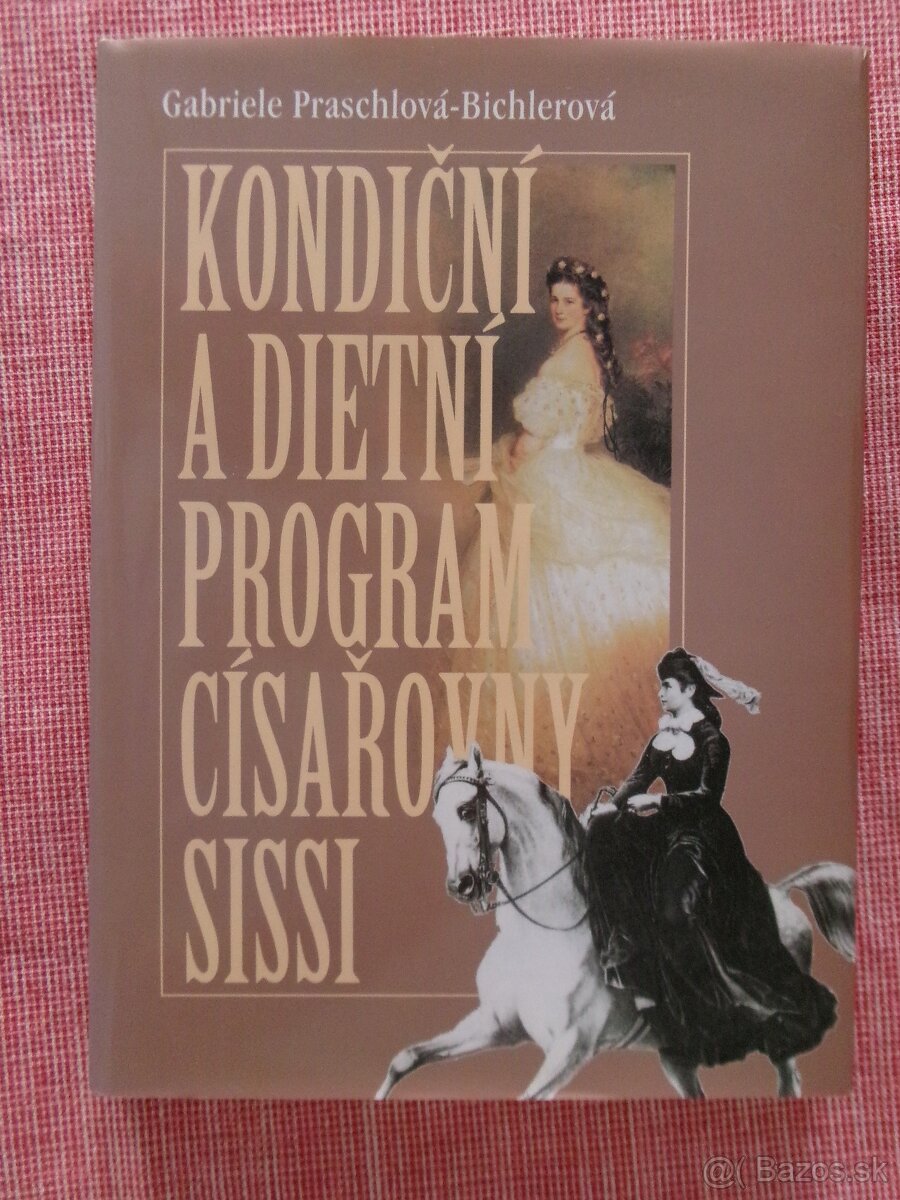 Gabriele Praschlová-Bichlerová
KONDIČNÍ
A DIETNÍ
PROGRAM
CÍSAŘOVNY
SISSI
@( Bazos.sk